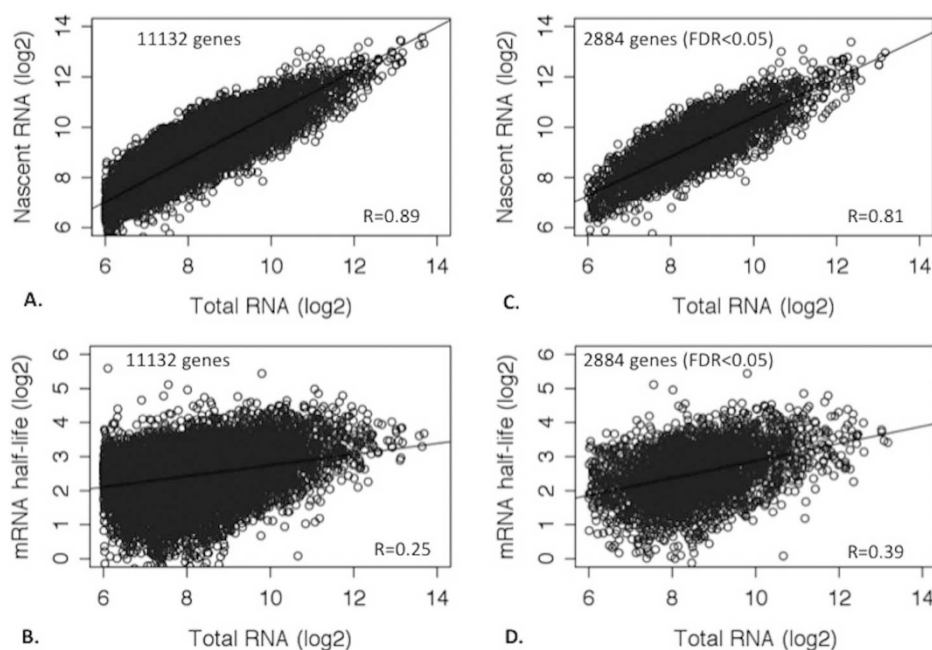 11132 genes
Nascent RNA (log2)
14
12
10
8
6
R=0.89
6 8 10 12 14
A. Total RNA (log2)
2884 genes (FDR<0.05)
Nascent RNA (log2)
14
12
10
8
6
R=0.81
6 8 10 12 14
C. Total RNA (log2)
11132 genes
mRNA half-life (log2)
6
5
4
3
2
1
0
R=0.25
6 8 10 12 14
B. Total RNA (log2)
2884 genes (FDR<0.05)
mRNA half-life (log2)
6
5
4
3
2
1
0
R=0.39
6 8 10 12 14
D. Total RNA (log2)